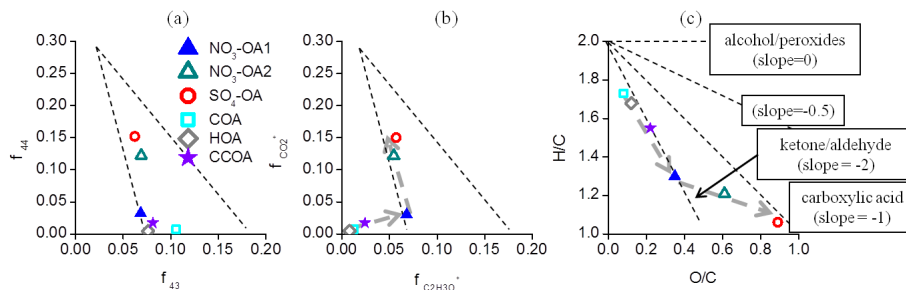 (a)
0.30
0.25
0.20
0.15
0.10
0.05
0.00
0.00 0.05 0.10 0.15 0.20
f44
f43
NO3-OA1
NO3-OA2
SO4-OA
COA
HOA
CCOA
(b)
0.30
0.25
0.20
0.15
0.10
0.05
0.00
0.00 0.05 0.10 0.15 0.20
fCO2+
fC2H3O+
(c)
2.0
1.8
1.6
1.4
1.2
1.0
0.0 0.2 0.4 0.6 0.8 1.0
H/C
O/C
alcohol/peroxides
(slope=0)
(slope=-0.5)
ketone/aldehyde
(slope = -2)
carboxylic acid
(slope = -1)